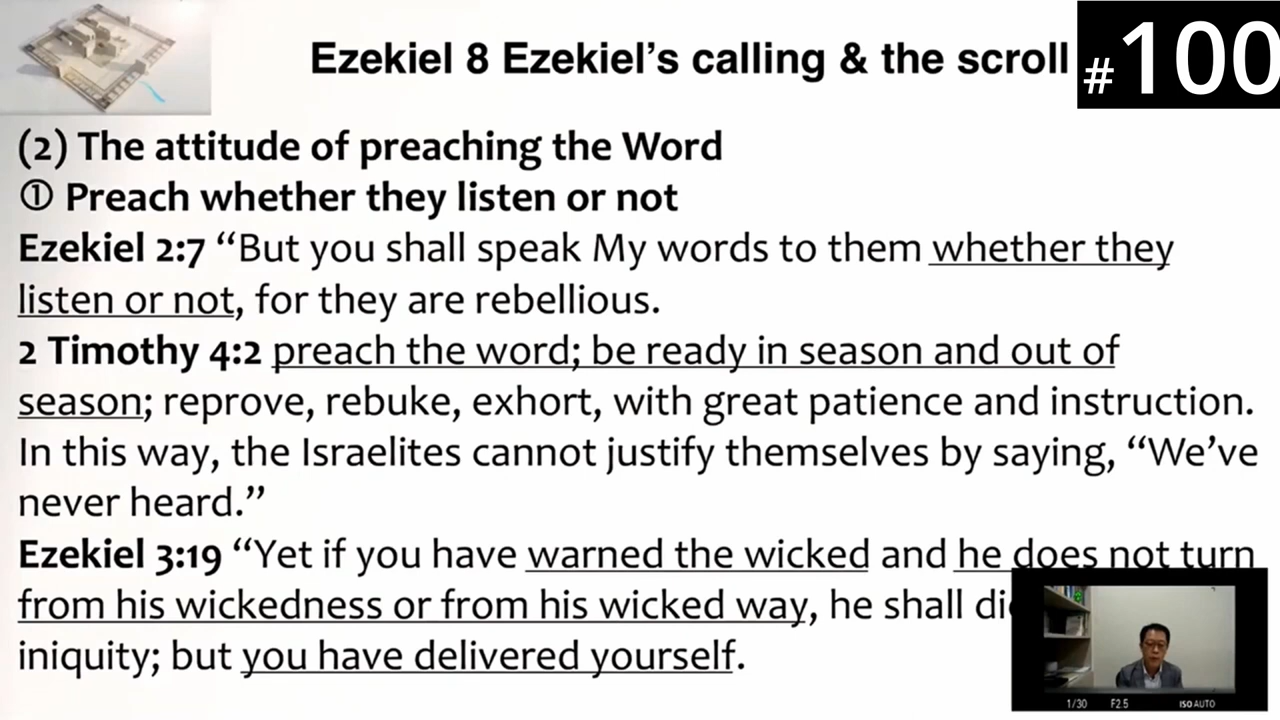 Ezekiel 8 Ezekiel’s calling & the scroll
#100
(2) The attitude of preaching the Word
① Preach whether they listen or not
Ezekiel 2:7 “But you shall speak My words to them whether they
listen or not, for they are rebellious.
2 Timothy 4:2 preach the word; be ready in season and out of
season; reprove, rebuke, exhort, with great patience and instruction.
In this way, the Israelites cannot justify themselves by saying, “We’ve
never heard.”
Ezekiel 3:19 “Yet if you have warned the wicked and he does not turn
from his wickedness or from his wicked way, he shall
iniquity; but you have delivered yourself.
1/30 F2.5 ISO AUTO